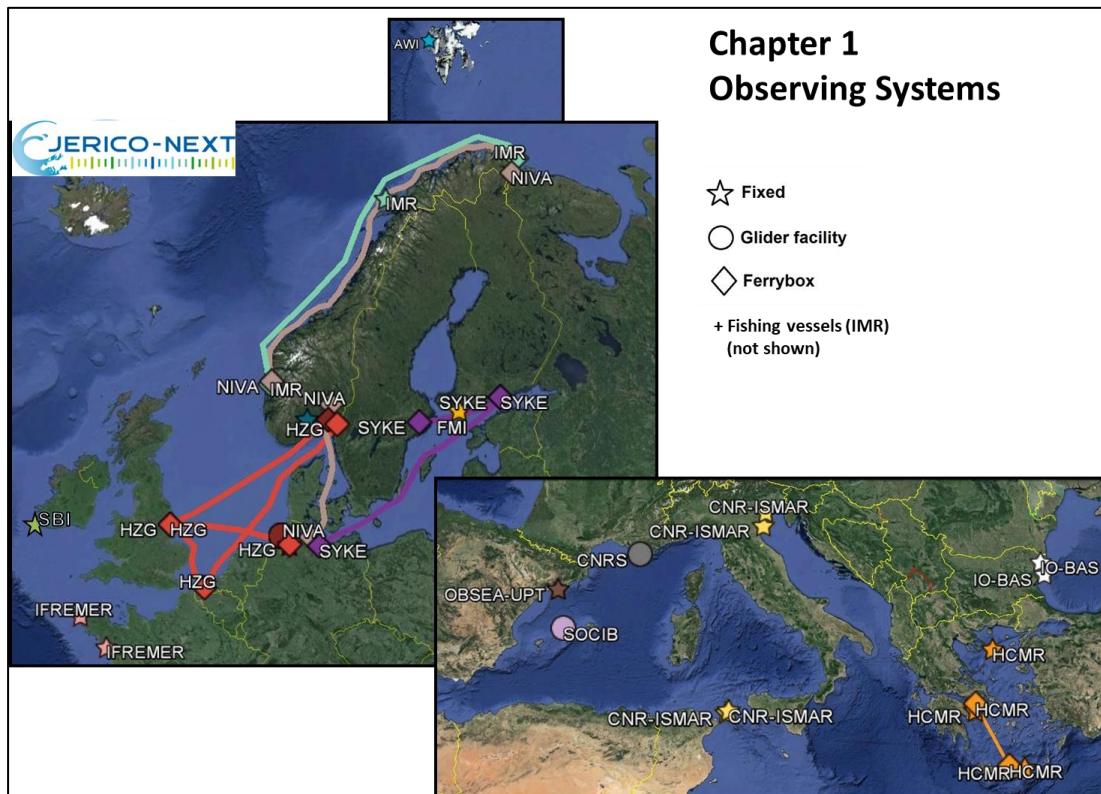 Chapter 1
Observing Systems
AWI
JERICO-NEXT
Fixed
Glider facility
Ferrybox
+ Fishing vessels (IMR)
(not shown)
IMR
NIVA
IMR
NIVA
IMR
NIVA
HZG
SYKE
SYKE
SYKE
FMI
SBI
HZG
HZG
NIVA
HZG
SYKE
HZG
IFREMER
IFREMER
CNR-ISMAR
CNR-ISMAR
CNRS
IO-BAS
IO-BAS
OBSEA-UPT
SOCIB
HCMR
HCMR
HCMR
CNR-ISMAR
CNR-ISMAR
HCMR
HCMR